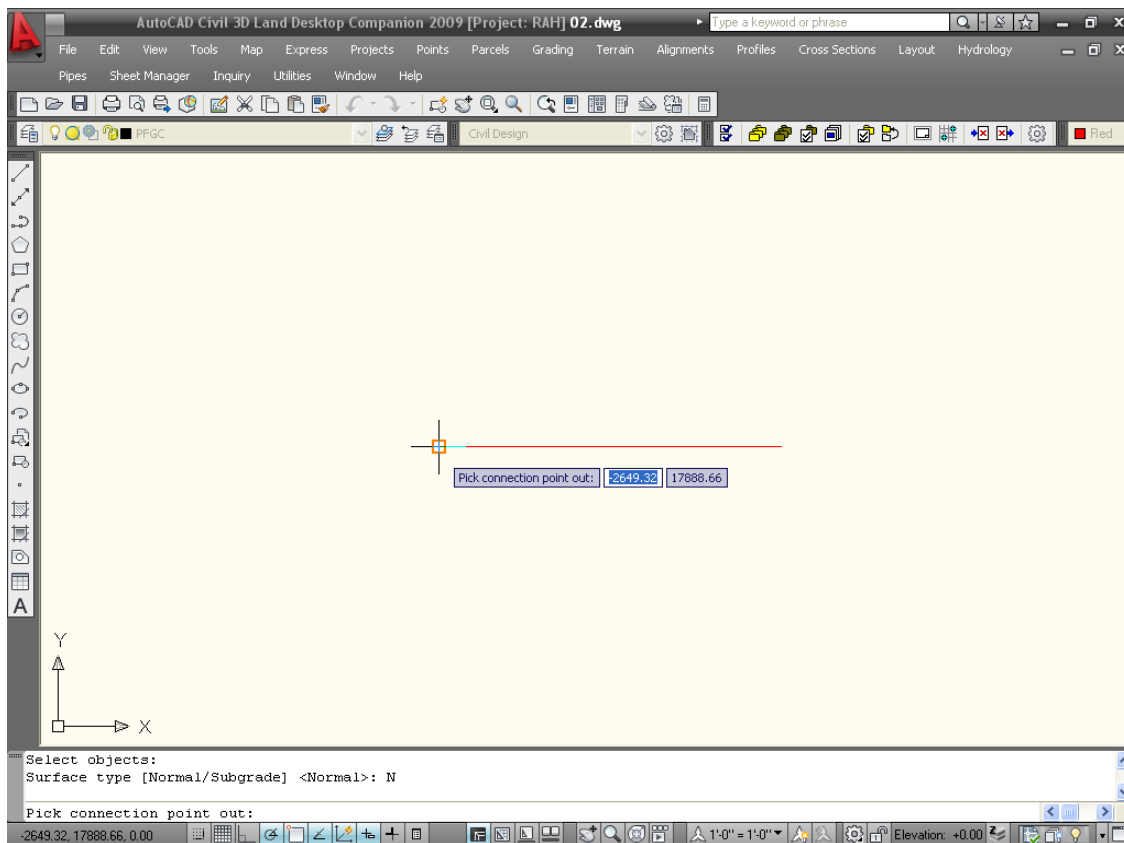 AutoCAD Civil 3D Land Desktop Companion 2009 [Project: RAH] 02.dwg
Type a keyword or phrase
File Edit View Tools Map Express Projects Points Parcels Grading Terrain Alignments Profiles Cross Sections Layout Hydrology
Pipes Sheet Manager Inquiry Utilities Window Help
PFGC Civil Design Red
Pick connection point out: -2649.32 17888.66
Y
X
A
Select objects:
Surface type [Normal/Subgrade] <Normal>: N
Pick connection point out:
-2649.32, 17888.66, 0.00 1'-0" = 1'-0" Elevation: +0.00